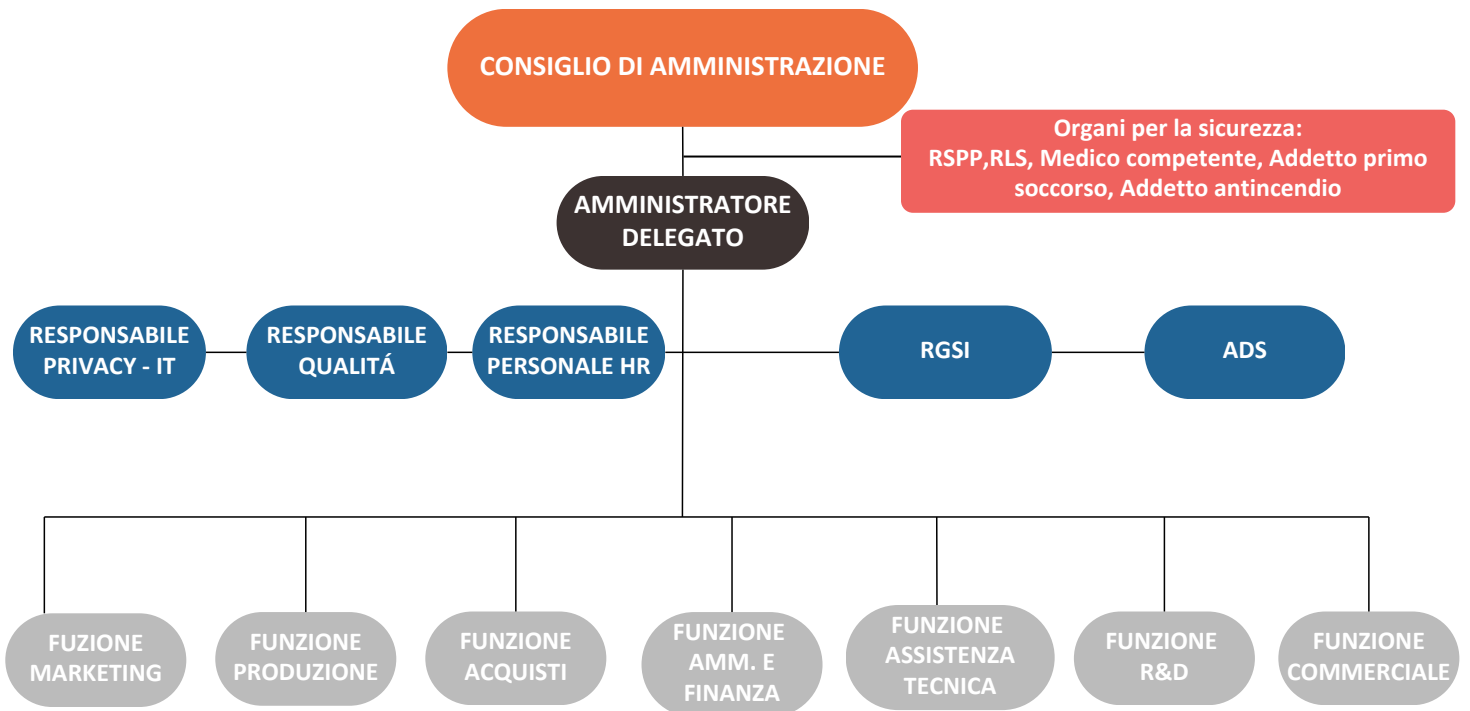 CONSIGLIO DI AMMINISTRAZIONE
Organi per la sicurezza:
RSPP,RLS, Medico competente, Addetto primo
soccorso, Addetto antincendio
AMMINISTRATORE
DELEGATO
RESPONSABILE
PRIVACY - IT
RESPONSABILE
QUALITÁ
RESPONSABILE
PERSONALE HR
RGSI
ADS
FUZIONE
MARKETING
FUNZIONE
PRODUZIONE
FUNZIONE
ACQUISTI
FUNZIONE
AMM. E
FINANZA
FUNZIONE
ASSISTENZA
TECNICA
FUNZIONE
R&D
FUNZIONE
COMMERCIALE